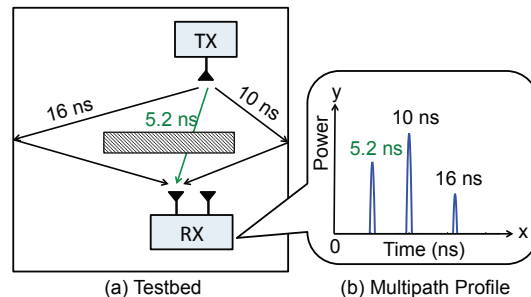 TX
16 ns
5.2 ns
10 ns
RX
(a) Testbed
y
Power
5.2 ns
10 ns
16 ns
0
Time (ns)
x
(b) Multipath Profile